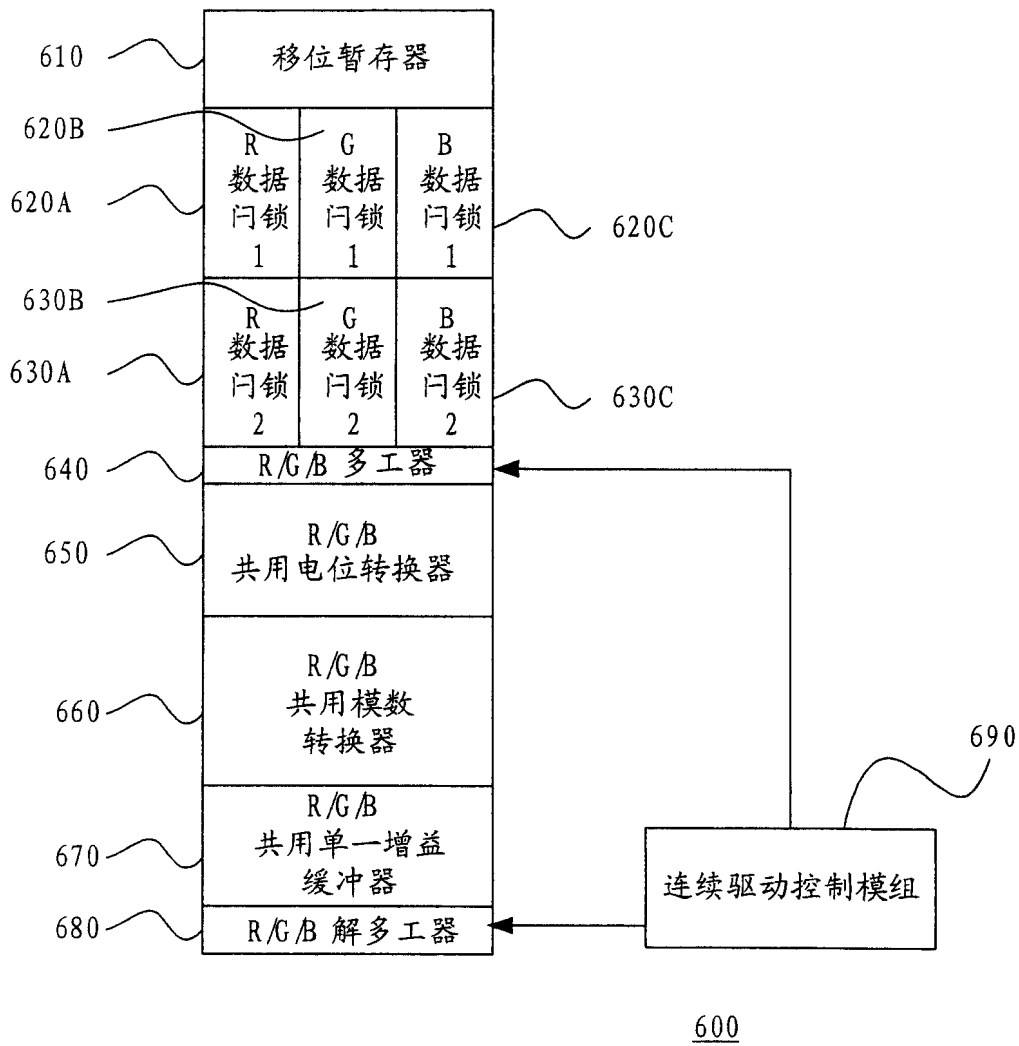 610
移位暂存器
620B
R
数据
闩锁
1
G
数据
闩锁
1
B
数据
闩锁
1
620A
620C
630B
R
数据
闩锁
2
G
数据
闩锁
2
B
数据
闩锁
2
630A
630C
640
R/G/B 多工器
650
R/G/B
共用电位转换器
660
R/G/B
共用模数
转换器
690
670
R/G/B
共用单一增益
缓冲器
连续驱动控制模组
680
R/G/B 解多工器
600